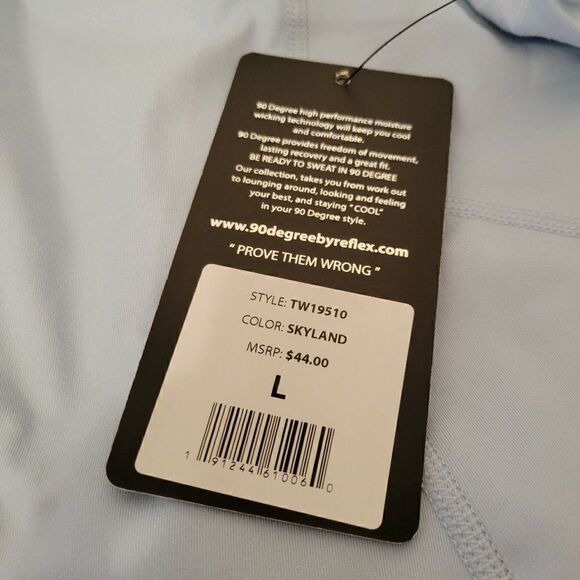 90 Degree high performance moisture
wicking technology will keep you cool
and comfortable.
90 Degree provides freedom of movement,
lasting recovery and a great fit.
BE READY TO SWEAT IN 90 DEGREE
Our collection, takes you from work out
to lounging around, looking and feeling
your best, and staying "COOL"
in your 90 Degree style.
www.90degreebyreflex.com
"PROVE THEM WRONG"
STYLE: TW19510
COLOR: SKYLAND
MSRP: $44.00
L
1 91244 61006 0